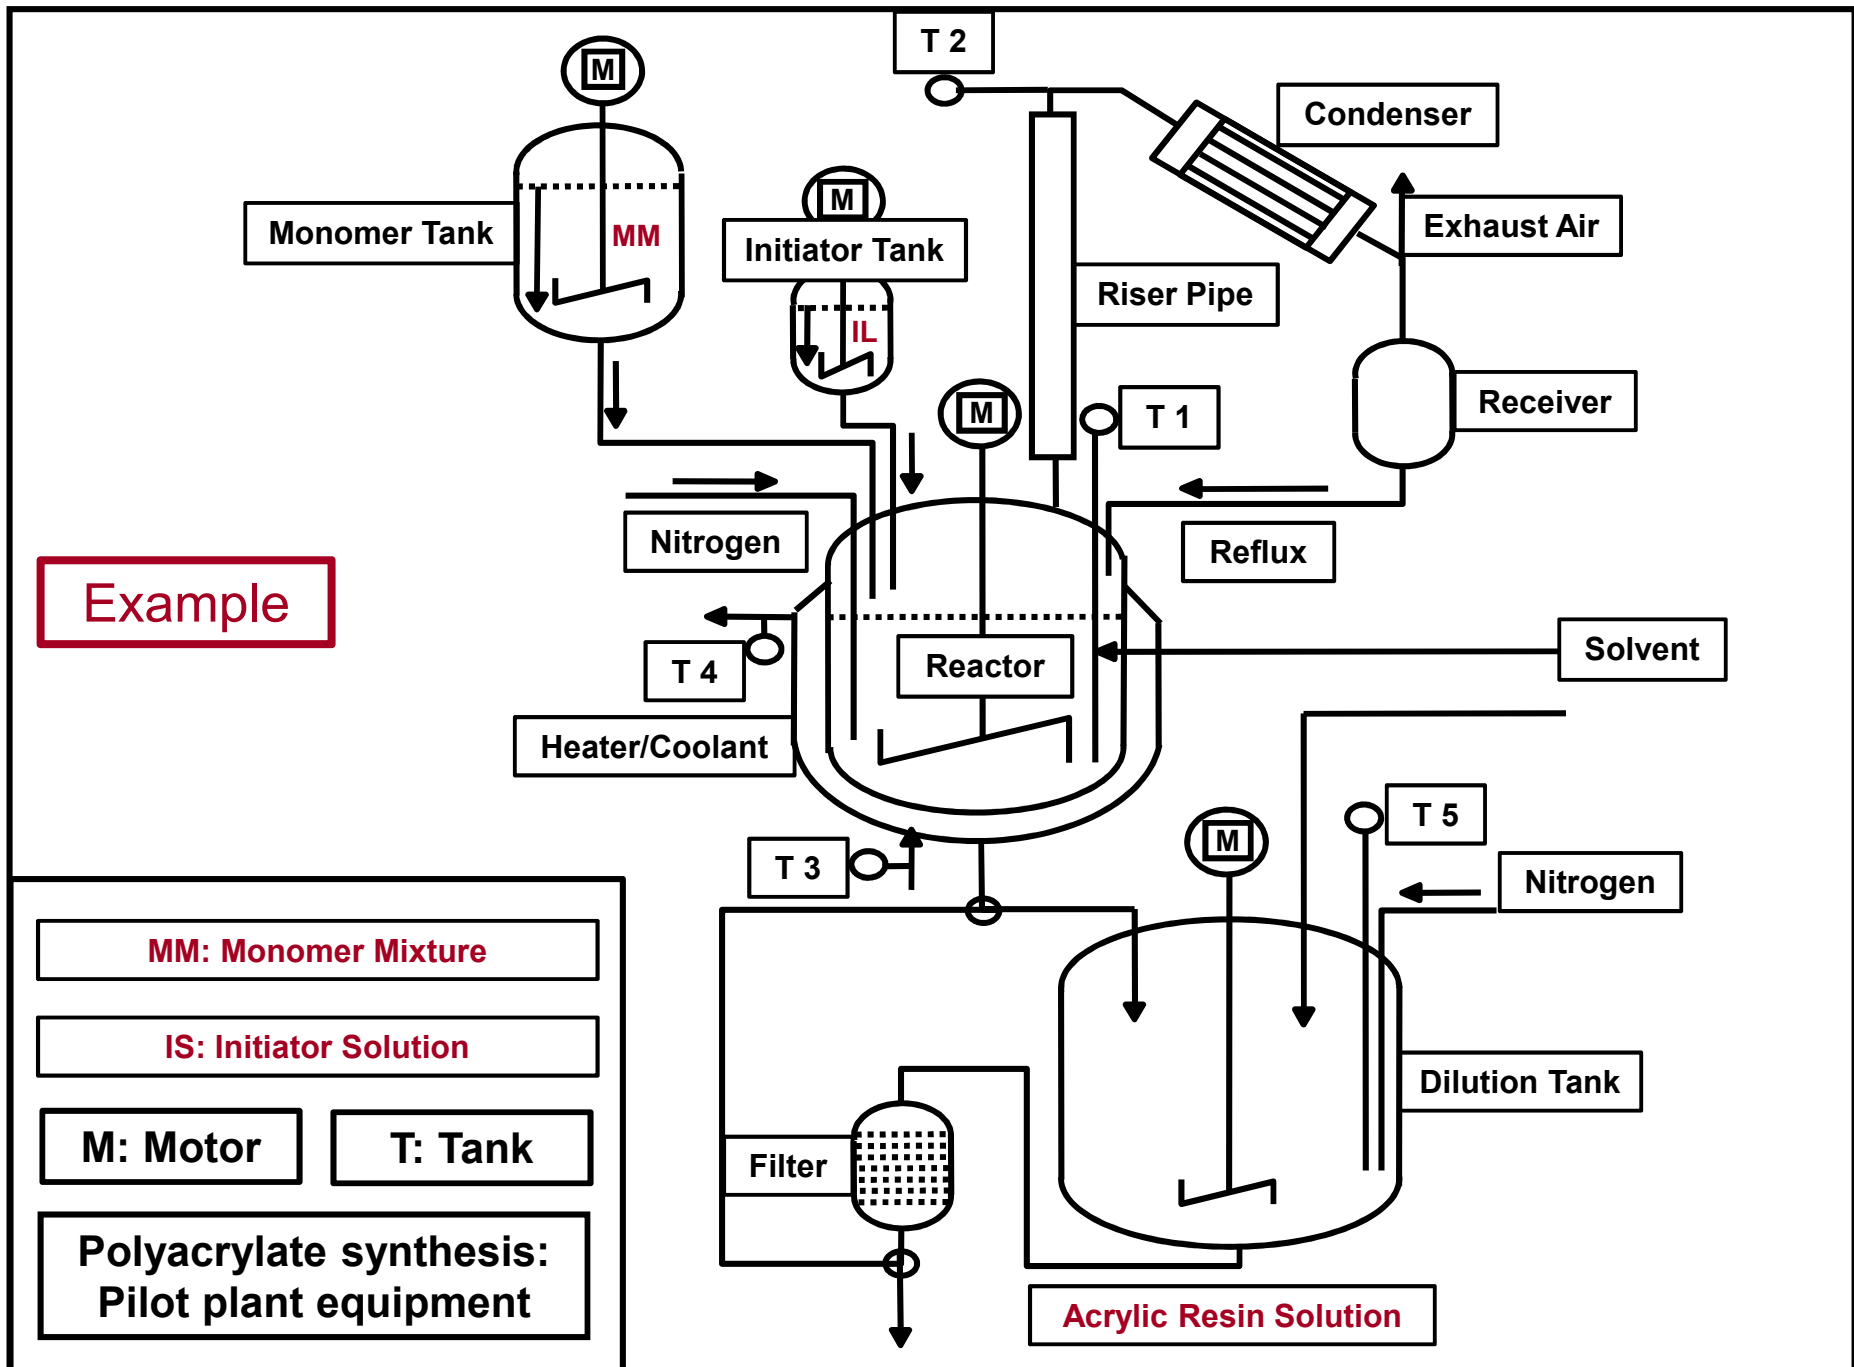 T 2
M
Condenser
M
Monomer Tank
MM
Initiator Tank
Exhaust Air
IL
Riser Pipe
M
T 1
Receiver
Nitrogen
Reflux
Example
T 4
Reactor
Solvent
Heater/Coolant
T 5
M
T 3
Nitrogen
MM: Monomer Mixture
IS: Initiator Solution
Dilution Tank
M: Motor
T: Tank
Filter
Polyacrylate synthesis:
Pilot plant equipment
Acrylic Resin Solution